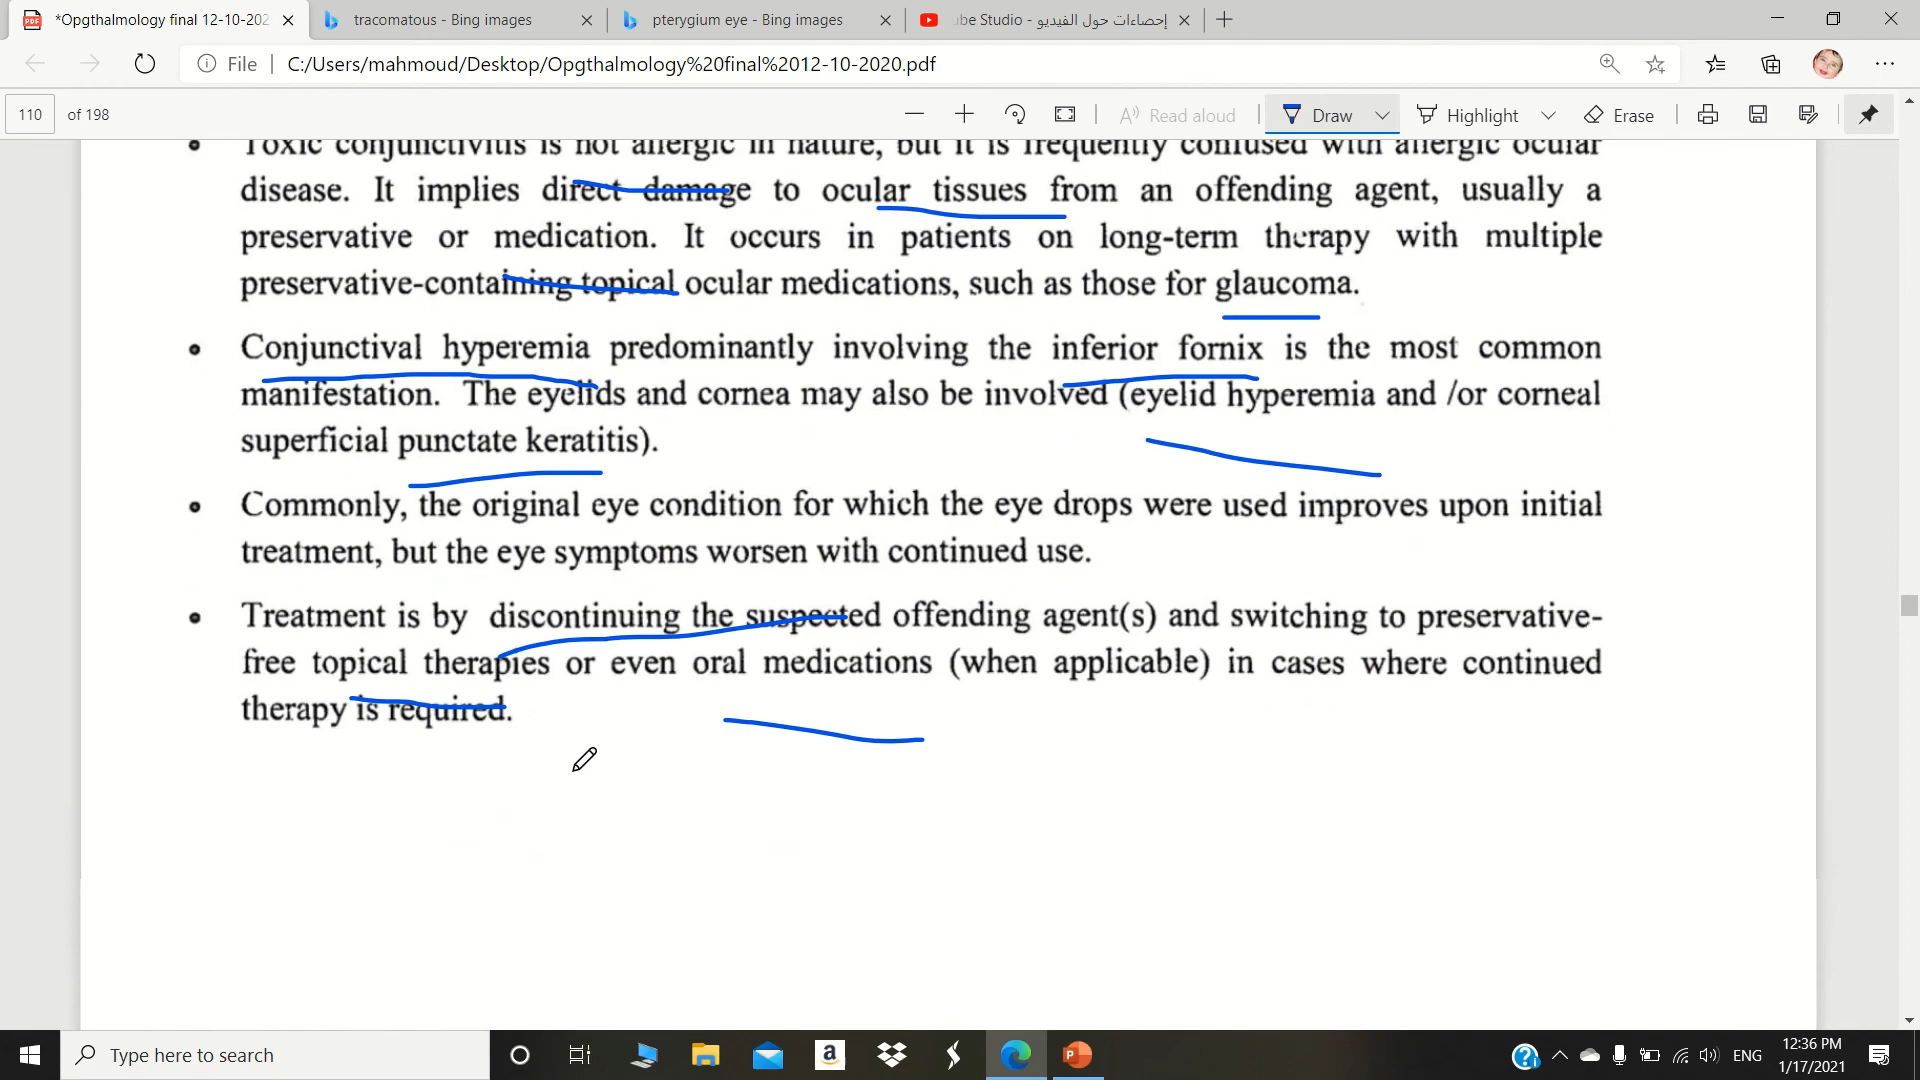 *Opgthalmology final 12-10-202
tracomatous - Bing images
pterygium eye - Bing images
إحصاءات حول الفيديو - ube Studio
File
C:/Users/mahmoud/Desktop/Opgthalmology%20final%2012-10-2020.pdf
110 of 198
Read aloud
Draw
Highlight
Erase
Toxic conjunctivitis is not allergic in nature, but it is frequently confused with allergic ocular
disease. It implies direct damage to ocular tissues from an offending agent, usually a
preservative or medication. It occurs in patients on long-term therapy with multiple
preservative-containing topical ocular medications, such as those for glaucoma.
Conjunctival hyperemia predominantly involving the inferior fornix is the most common
manifestation. The eyelids and cornea may also be involved (eyelid hyperemia and /or corneal
superficial punctate keratitis).
Commonly, the original eye condition for which the eye drops were used improves upon initial
treatment, but the eye symptoms worsen with continued use.
Treatment is by discontinuing the suspected offending agent(s) and switching to preservative-
free topical therapies or even oral medications (when applicable) in cases where continued
therapy is required.
Type here to search
ENG
12:36 PM
1/17/2021